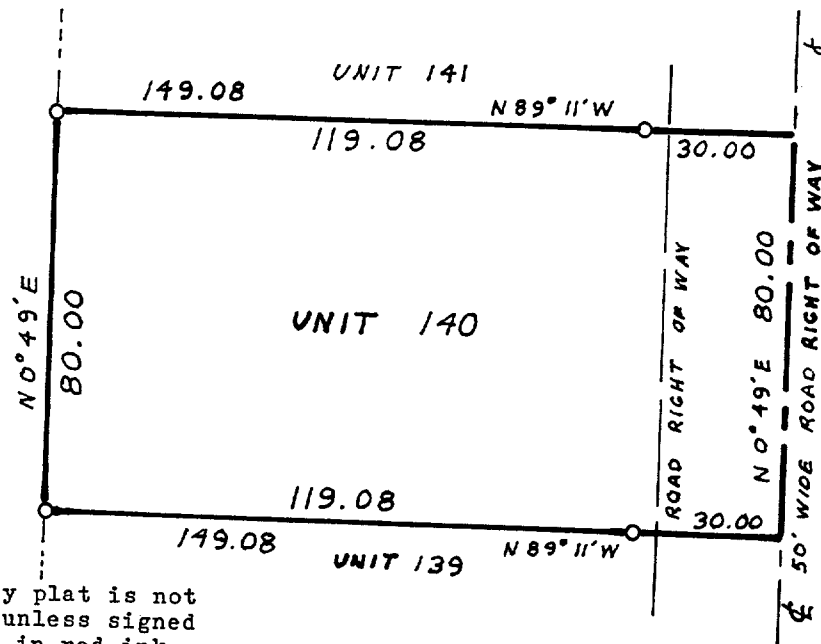 UNIT 141
149.08
N 89° 11' W
119.08
30.00
N 0° 49' E
80.00
UNIT 140
ROAD RIGHT OF WAY
N 0° 49' E 80.00
℄ 50' WIDE ROAD RIGHT OF WAY
119.08
30.00
149.08
N 89° 11' W
UNIT 139
y plat is not
unless signed
in red ink